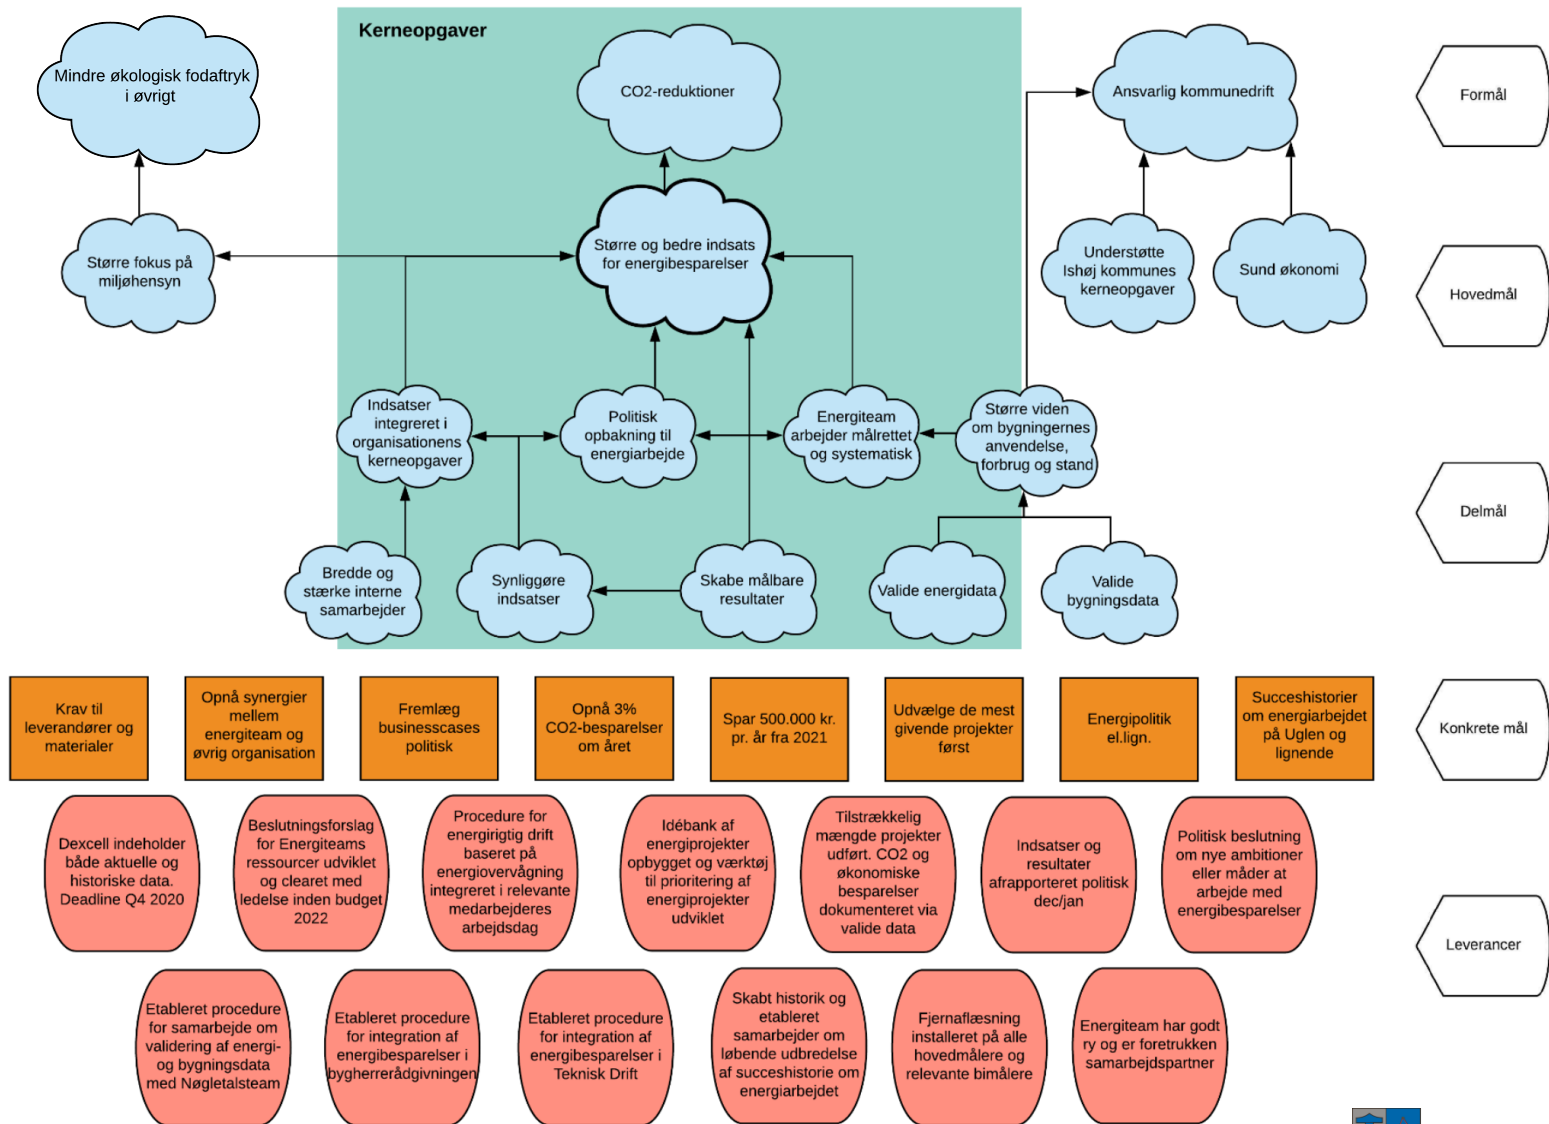 Kerneopgaver
Mindre økologisk fodaftryk
i øvrigt
CO2-reduktioner
Ansvarlig kommunedrift
Formål
Større fokus på
miljøhensyn
Større og bedre indsats
for energibesparelser
Understøtte
Ishøj kommunes
kerneopgaver
Sund økonomi
Hovedmål
Indsatser
integreret i
organisationens
kerneopgaver
Politisk
opbakning til
energiarbejde
Energiteam
arbejder målrettet
og systematisk
Større viden
om bygningernes
anvendelse,
forbrug og stand
Delmål
Bredde og
stærke interne
samarbejder
Synliggøre
indsatser
Skabe målbare
resultater
Valide energidata
Valide
bygningsdata
Krav til
leverandører og
materialer
Opnå synergier
mellem
energiteam og
øvrig organisation
Fremlæg
businesscases
politisk
Opnå 3%
CO2-besparelser
om året
Spar 500.000 kr.
pr. år fra 2021
Udvælge de mest
givende projekter
først
Energipolitik
el.lign.
Succeshistorier
om energiarbejdet
på Uglen og
lignende
Konkrete mål
Dexcell indeholder
både aktuelle og
historiske data.
Deadline Q4 2020
Beslutningsforslag
for Energiteams
ressourcer udviklet
og clearet med
ledelse inden budget
2022
Procedure for
energirigtig drift
baseret på
energiovervågning
integreret i relevante
medarbejderes
arbejdsdag
Idébank af
energiprojekter
opbygget og værktøj
til prioritering af
energiprojekter
udviklet
Tilstrækkelig
mængde projekter
udført. CO2 og
økonomiske
besparelser
dokumenteret via
valide data
Indsatser og
resultater
afrapporteret politisk
dec/jan
Politisk beslutning
om nye ambitioner
eller måder at
arbejde med
energibesparelser
Leverancer
Etableret procedure
for samarbejde om
validering af energi-
og bygningsdata
med Nøgletalsteam
Etableret procedure
for integration af
energibesparelser i
bygherrerådgivningen
Etableret procedure
for integration af
energibesparelser i
Teknisk Drift
Skabt historik og
etableret
samarbejder om
løbende udbredelse
af succeshistorie om
energiarbejdet
Fjernaflæsning
installeret på alle
hovedmålere og
relevante bimålere
Energiteam har godt
ry og er foretrukken
samarbejdspartner